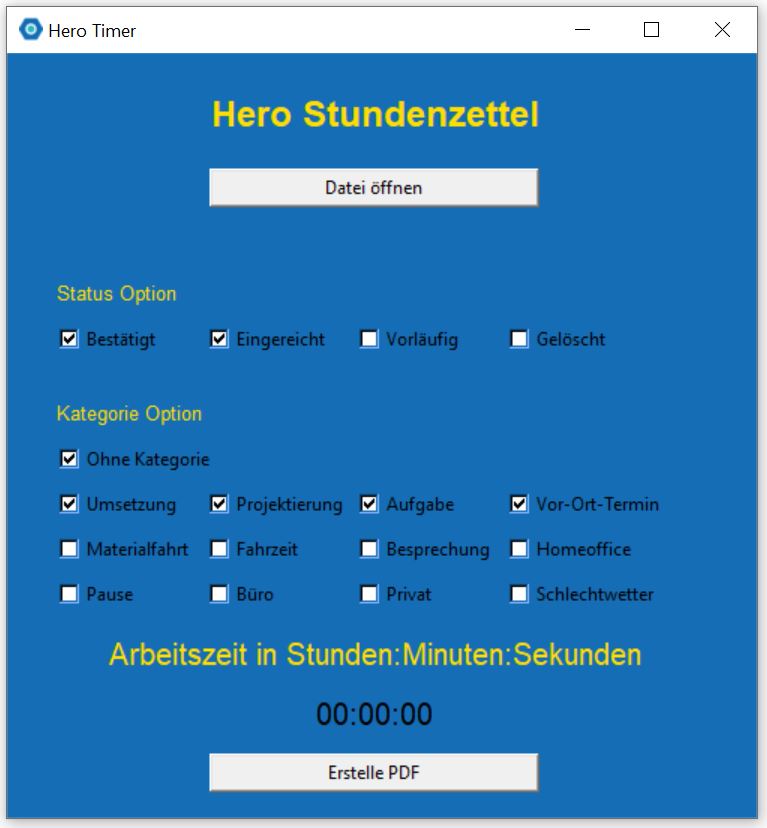 Hero Timer
Hero Stundenzettel
Datei öffnen
Status Option
Bestätigt Eingereicht Vorläufig Gelöscht
Kategorie Option
Ohne Kategorie
Umsetzung Projektierung Aufgabe Vor-Ort-Termin
Materialfahrt Fahrzeit Besprechung Homeoffice
Pause Büro Privat Schlechtwetter
Arbeitszeit in Stunden:Minuten:Sekunden
00:00:00
Erstelle PDF